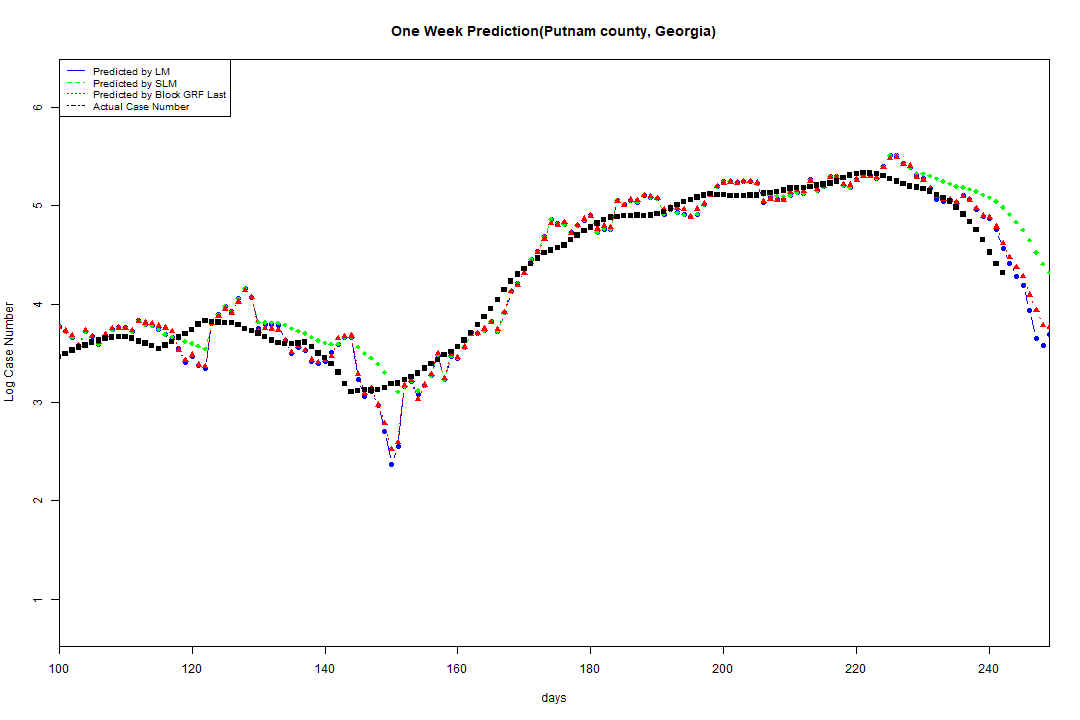 One Week Prediction(Putnam county, Georgia)
Predicted by LM
Predicted by SLM
Predicted by Block GRF Last
Actual Case Number
6
5
4
3
2
1
Log Case Number
100 120 140 160 180 200 220 240
days